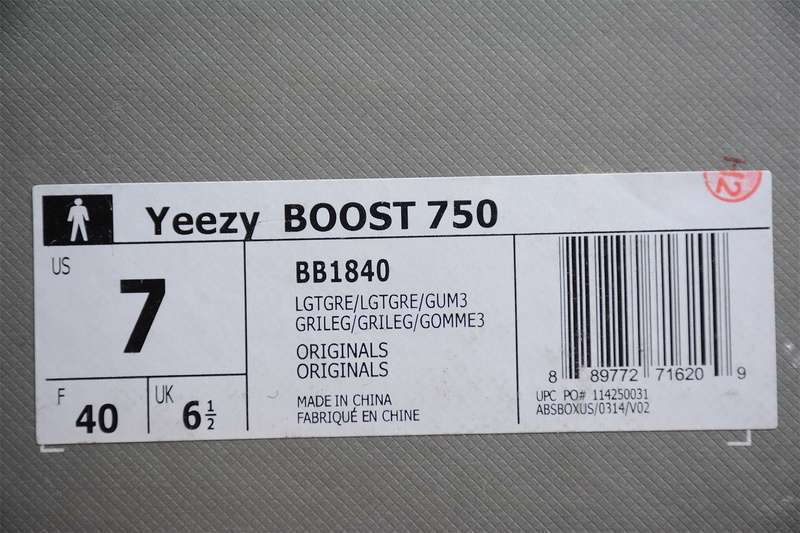 Yeezy BOOST 750
H2
US
7
F
40
UK
6 1/2
BB1840
LGTGRE/LGTGRE/GUM3
GRILEG/GRILEG/GOMME3
ORIGINALS
ORIGINALS
MADE IN CHINA
FABRIQUÉ EN CHINE
8 89772 71620 9
UPC PO# 114250031
ABSBOXUS/0314/V02